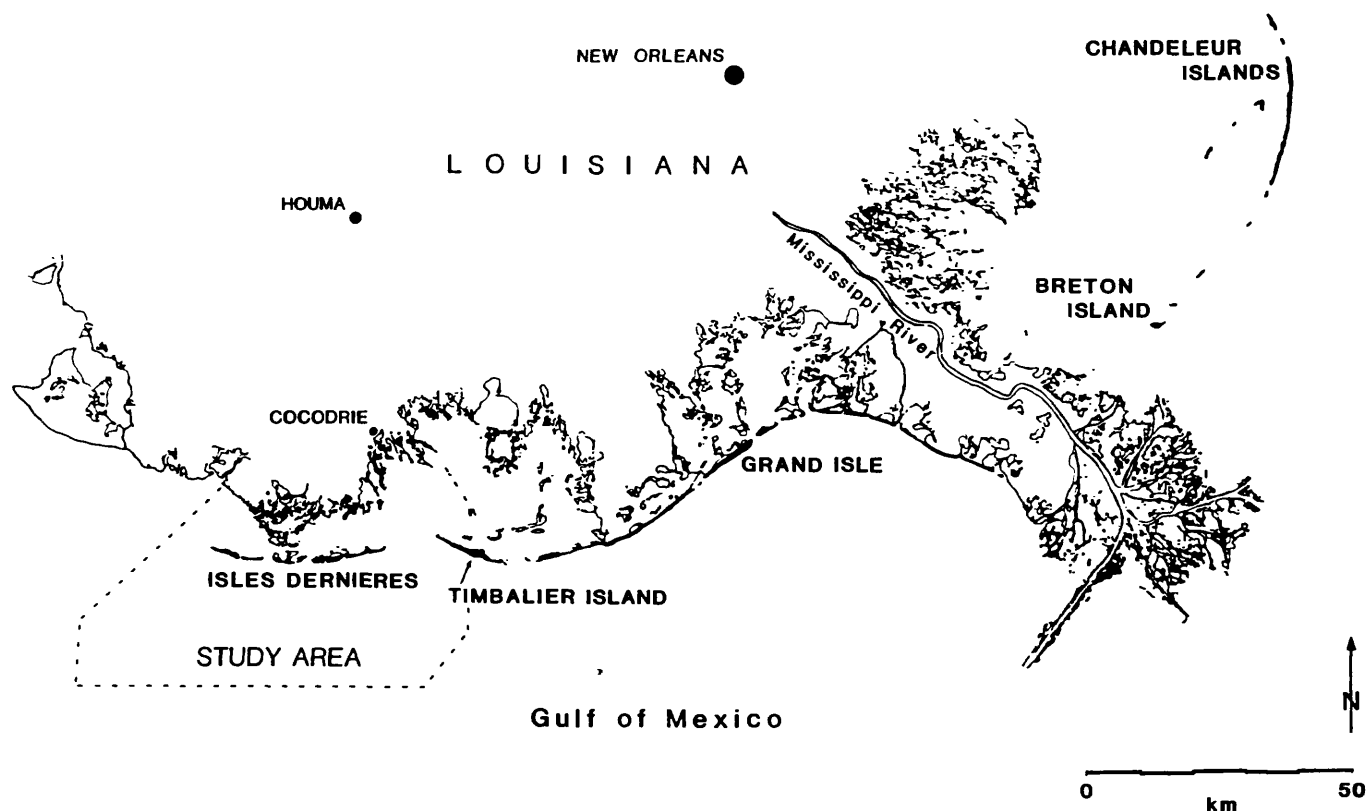 NEW ORLEANS
CHANDELEUR
ISLANDS
LOUISIANA
HOUMA
Mississippi River
BRETON
ISLAND
COCODRIE
GRAND ISLE
ISLES DERNIERES
TIMBALIER ISLAND
STUDY AREA
Gulf of Mexico
N
0 50
km